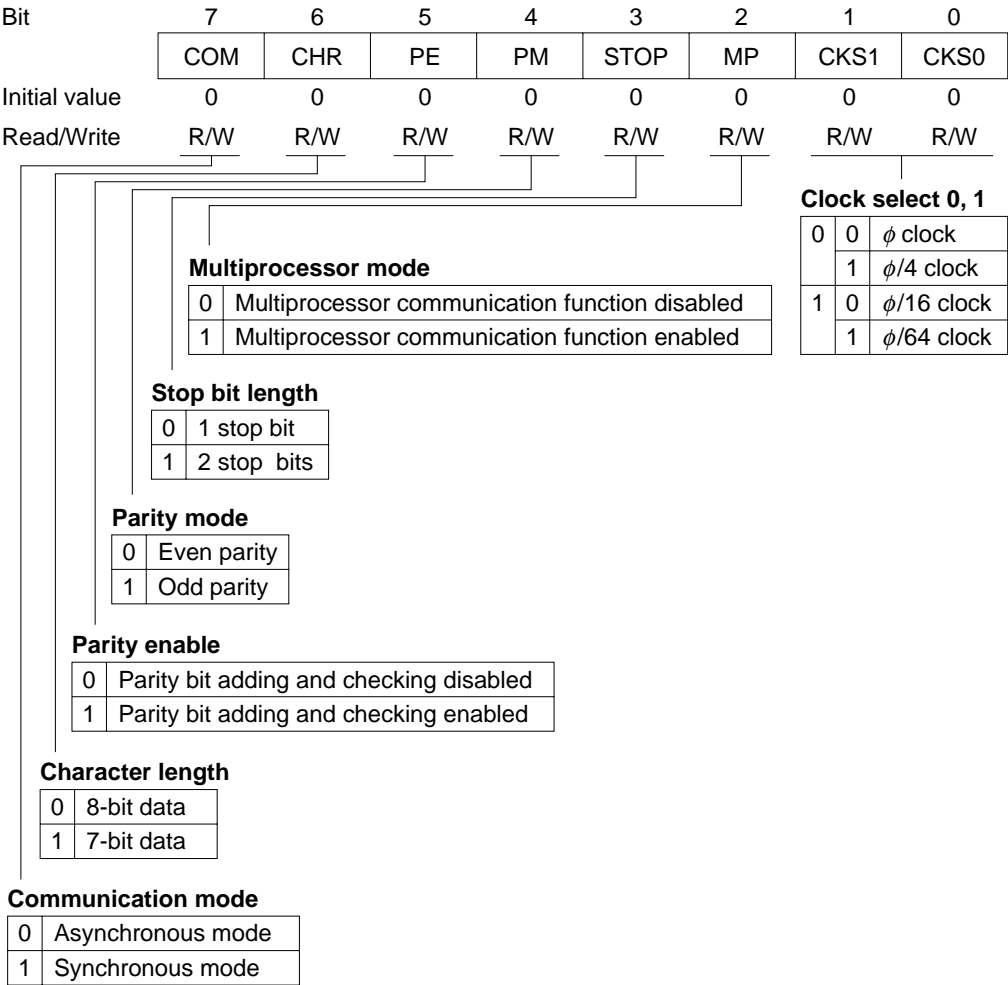 Bit 7 6 5 4 3 2 1 0
COM CHR PE PM STOP MP CKS1 CKS0
Initial value 0 0 0 0 0 0 0 0
Read/Write R/W R/W R/W R/W R/W R/W R/W R/W
Clock select 0, 1
0 0 ϕ clock
1 ϕ/4 clock
1 0 ϕ/16 clock
1 ϕ/64 clock
Multiprocessor mode
0 Multiprocessor communication function disabled
1 Multiprocessor communication function enabled
Stop bit length
0 1 stop bit
1 2 stop bits
Parity mode
0 Even parity
1 Odd parity
Parity enable
0 Parity bit adding and checking disabled
1 Parity bit adding and checking enabled
Character length
0 8-bit data
1 7-bit data
Communication mode
0 Asynchronous mode
1 Synchronous mode